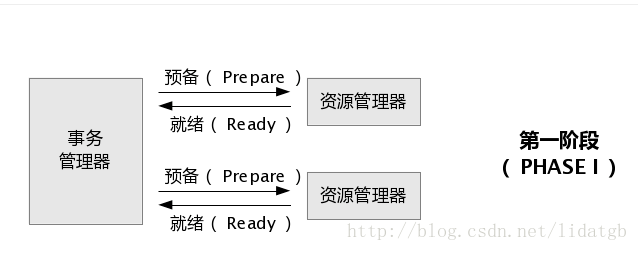 事务
管理器
预备（ Prepare ）
就绪（ Ready ）
资源管理器
预备（ Prepare ）
就绪（ Ready ）
资源管理器
第一阶段
（ PHASE I ）
http://blog.csdn.net/lidatgb